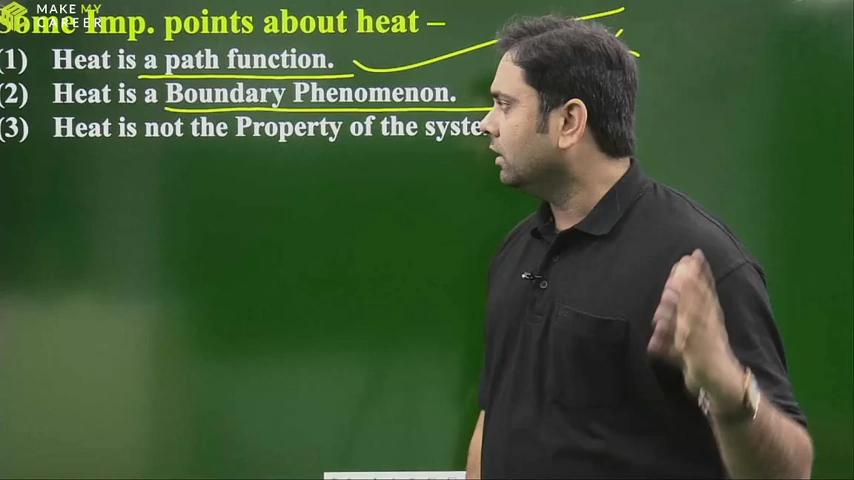 MAKE MY
CAREER
Some Imp. points about heat –
(1) Heat is a path function.
(2) Heat is a Boundary Phenomenon.
(3) Heat is not the Property of the